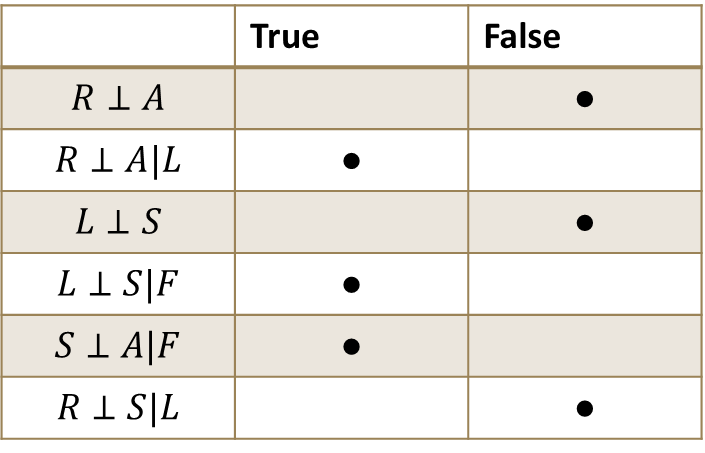 True False
R ⊥ A ●
R ⊥ A|L ●
L ⊥ S ●
L ⊥ S|F ●
S ⊥ A|F ●
R ⊥ S|L ●